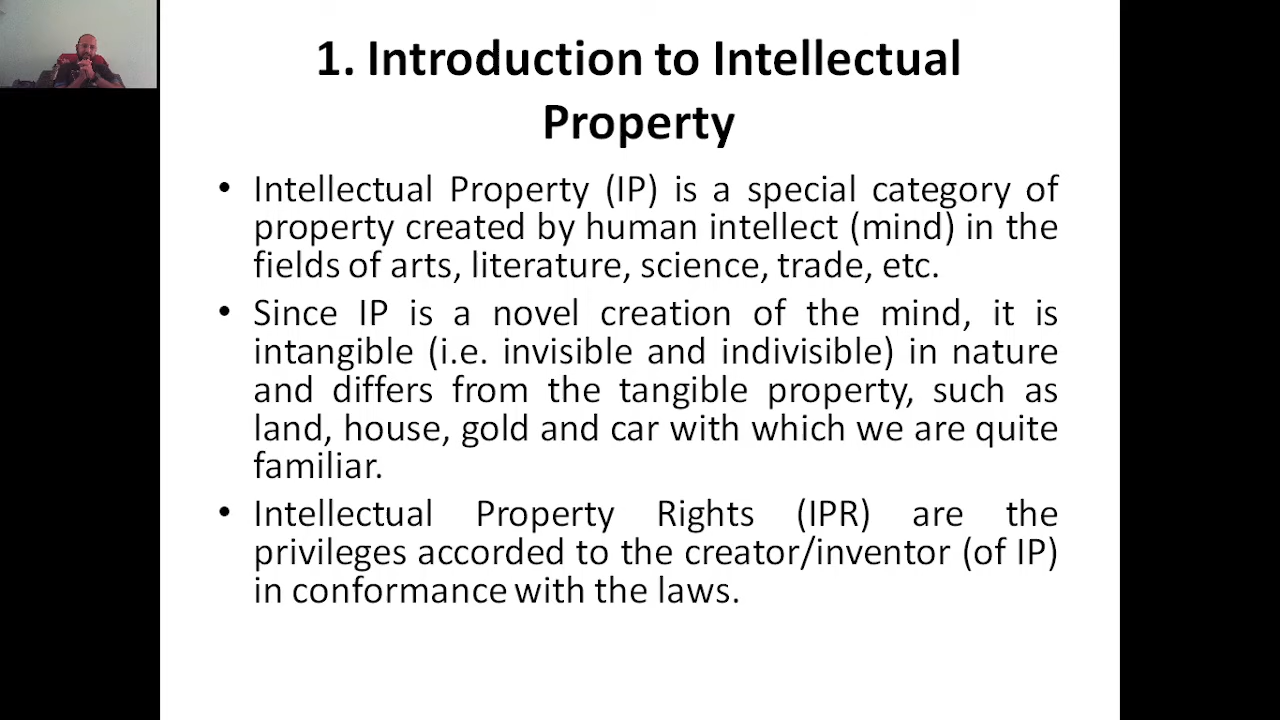 1. Introduction to Intellectual
Property
• Intellectual Property (IP) is a special category of
property created by human intellect (mind) in the
fields of arts, literature, science, trade, etc.
• Since IP is a novel creation of the mind, it is
intangible (i.e. invisible and indivisible) in nature
and differs from the tangible property, such as
land, house, gold and car with which we are quite
familiar.
• Intellectual Property Rights (IPR) are the
privileges accorded to the creator/inventor (of IP)
in conformance with the laws.